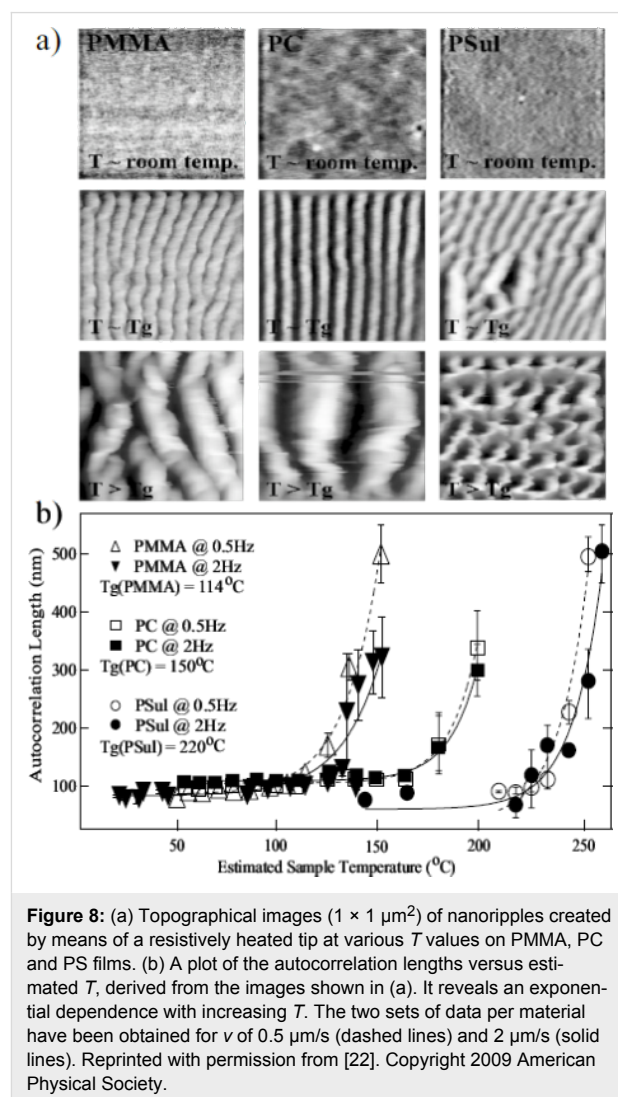 a)
PMMA PC PSul
T ~ room temp. T ~ room temp. T ~ room temp.
T ~ Tg T ~ Tg T ~ Tg
T > Tg T > Tg T > Tg
b)
Autocorrelation Length (nm)
500
400
300
200
100
△ PMMA @ 0.5Hz
▼ PMMA @ 2Hz
Tg(PMMA) = 114°C
□ PC @ 0.5Hz
■ PC @ 2Hz
Tg(PC) = 150°C
○ PSul @ 0.5Hz
● PSul @ 2Hz
Tg(PSul) = 220°C
50 100 150 200 250
Estimated Sample Temperature (°C)
Figure 8: (a) Topographical images (1 × 1 µm²) of nanoripples created
by means of a resistively heated tip at various T values on PMMA, PC
and PS films. (b) A plot of the autocorrelation lengths versus esti-
mated T, derived from the images shown in (a). It reveals an exponen-
tial dependence with increasing T. The two sets of data per material
have been obtained for v of 0.5 µm/s (dashed lines) and 2 µm/s (solid
lines). Reprinted with permission from [22]. Copyright 2009 American
Physical Society.